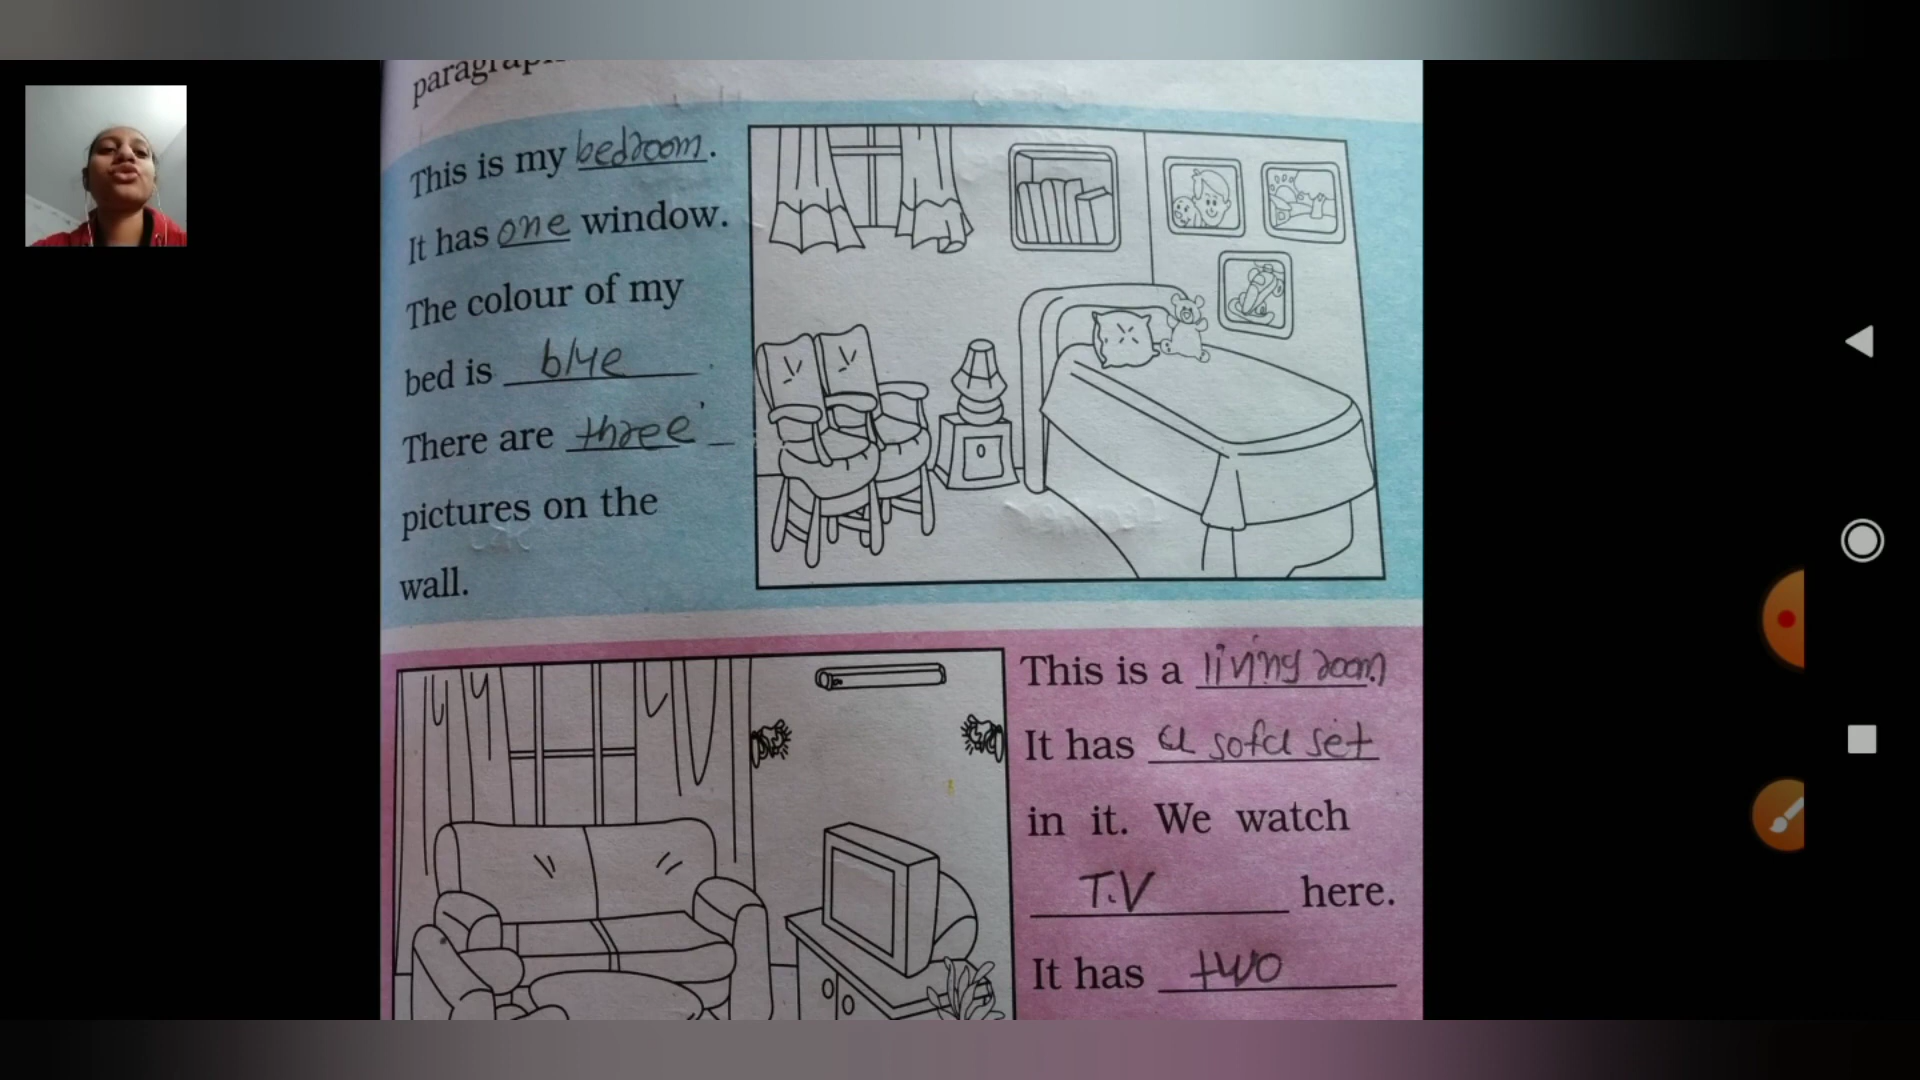 This is my bedroom.
It has one window.
The colour of my
bed is blue.
There are three
pictures on the
wall.
This is a living room.
It has a sofa set
in it. We watch
T.V here.
It has two